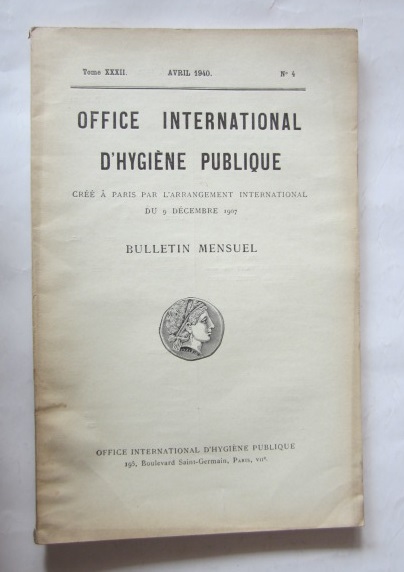 Tome XXXII. AVRIL 1940. N° 4
OFFICE INTERNATIONAL
D'HYGIÈNE PUBLIQUE
CRÉÉ À PARIS PAR L'ARRANGEMENT INTERNATIONAL
DU 9 DÉCEMBRE 1907
BULLETIN MENSUEL
OFFICE INTERNATIONAL D'HYGIÈNE PUBLIQUE
195, Boulevard Saint-Germain, PARIS, VIIe.